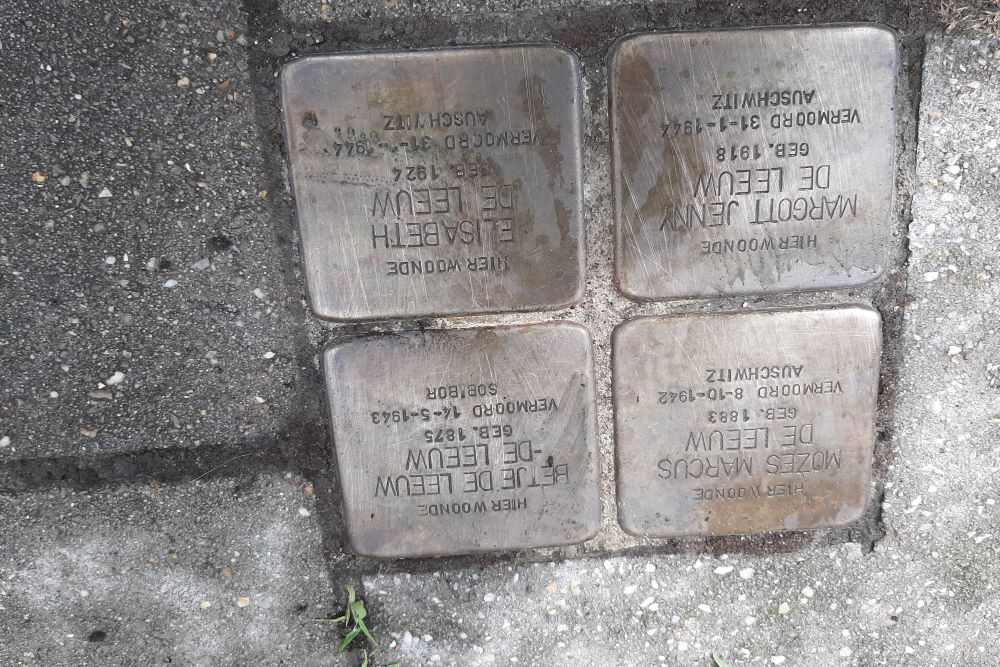 HIER WOONDE
MOZES MARCUS
DE LEEUW
GEB. 1883
VERMOORD 8-10-1942
AUSCHWITZ
HIER WOONDE
BETJE DE LEEUW
-DE LEEUW
GEB. 1875
VERMOORD 14-5-1943
SOBIBOR
HIER WOONDE
MARGOTT JENNY
DE LEEUW
GEB. 1918
VERMOORD 31-1-1944
AUSCHWITZ
HIER WOONDE
ELISABETH
DE LEEUW
GEB. 1924
VERMOORD 31-1-1944
AUSCHWITZ